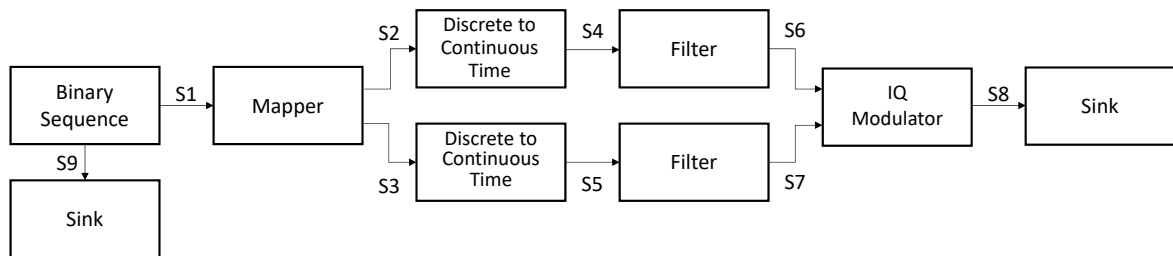 Binary
Sequence
S1
S9
Sink
Mapper
S2
S3
Discrete to
Continuous
Time
S4
Filter
S6
Discrete to
Continuous
Time
S5
Filter
S7
IQ
Modulator
S8
Sink